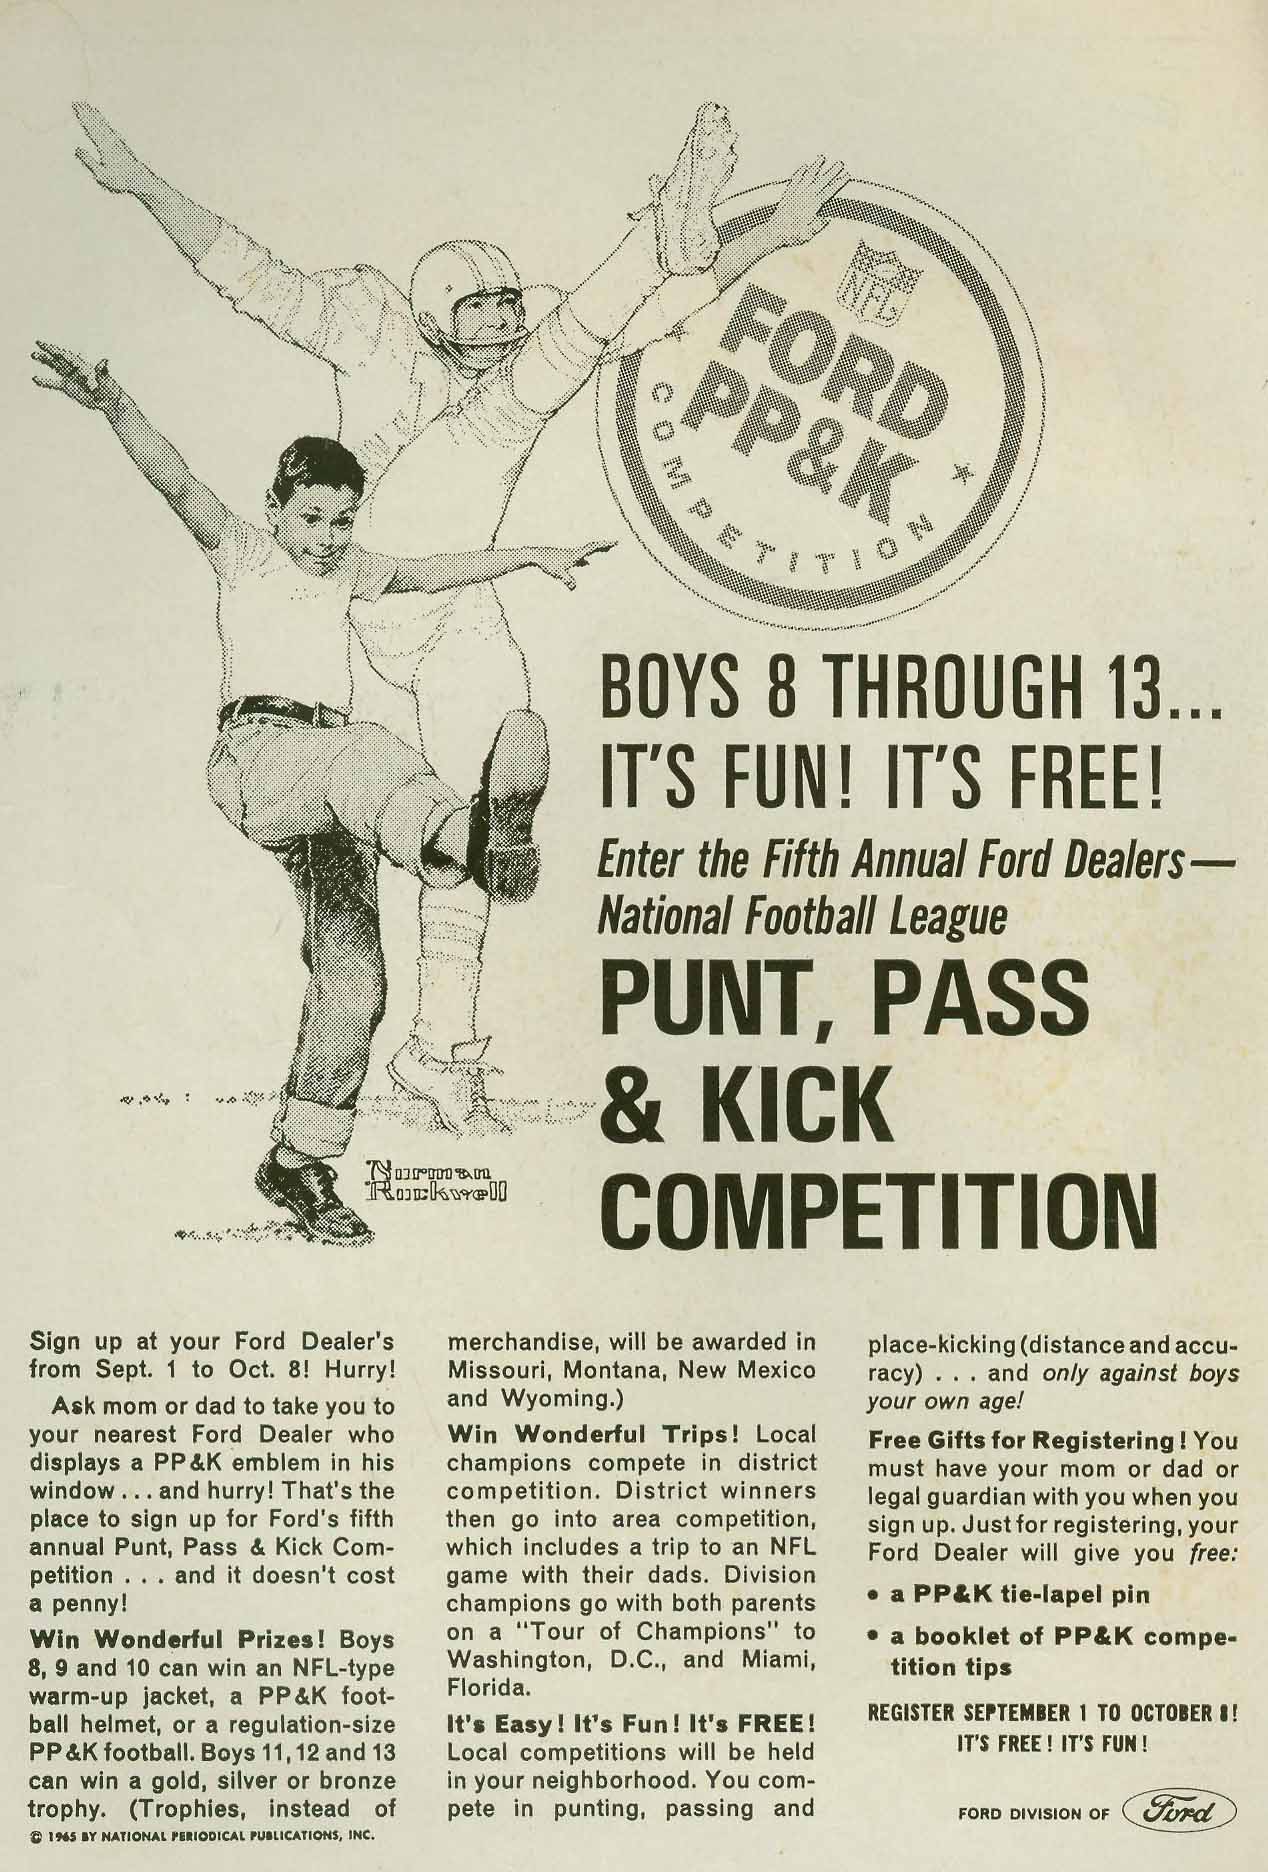 NFL
FORD
PP&K
COMPETITION
BOYS 8 THROUGH 13...
IT'S FUN! IT'S FREE!
Enter the Fifth Annual Ford Dealers—
National Football League
PUNT, PASS
& KICK
COMPETITION
Norman
Rockwell
Sign up at your Ford Dealer's
from Sept. 1 to Oct. 8! Hurry!
Ask mom or dad to take you to
your nearest Ford Dealer who
displays a PP&K emblem in his
window . . . and hurry! That's the
place to sign up for Ford's fifth
annual Punt, Pass & Kick Com-
petition . . . and it doesn't cost
a penny!
Win Wonderful Prizes! Boys
8, 9 and 10 can win an NFL-type
warm-up jacket, a PP&K foot-
ball helmet, or a regulation-size
PP&K football. Boys 11, 12 and 13
can win a gold, silver or bronze
trophy. (Trophies, instead of
© 1965 BY NATIONAL PERIODICAL PUBLICATIONS, INC.
merchandise, will be awarded in
Missouri, Montana, New Mexico
and Wyoming.)
Win Wonderful Trips! Local
champions compete in district
competition. District winners
then go into area competition,
which includes a trip to an NFL
game with their dads. Division
champions go with both parents
on a "Tour of Champions" to
Washington, D.C., and Miami,
Florida.
It's Easy! It's Fun! It's FREE!
Local competitions will be held
in your neighborhood. You com-
pete in punting, passing and
place-kicking (distance and accu-
racy) . . . and only against boys
your own age!
Free Gifts for Registering! You
must have your mom or dad or
legal guardian with you when you
sign up. Just for registering, your
Ford Dealer will give you free:
• a PP&K tie-lapel pin
• a booklet of PP&K compe-
tition tips
REGISTER SEPTEMBER 1 TO OCTOBER 8!
IT'S FREE! IT'S FUN!
FORD DIVISION OF Ford